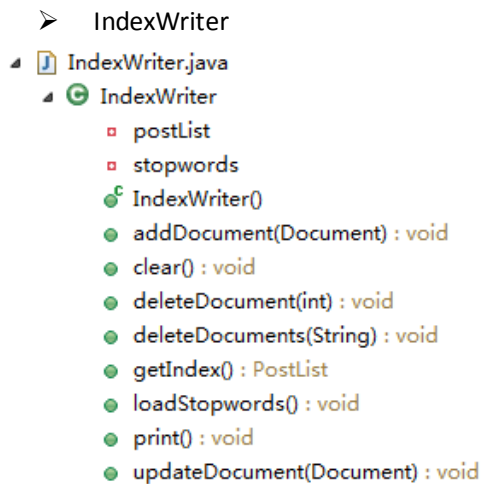 ➢ IndexWriter
IndexWriter.java
IndexWriter
postList
stopwords
IndexWriter()
addDocument(Document) : void
clear() : void
deleteDocument(int) : void
deleteDocuments(String) : void
getIndex() : PostList
loadStopwords() : void
print() : void
updateDocument(Document) : void